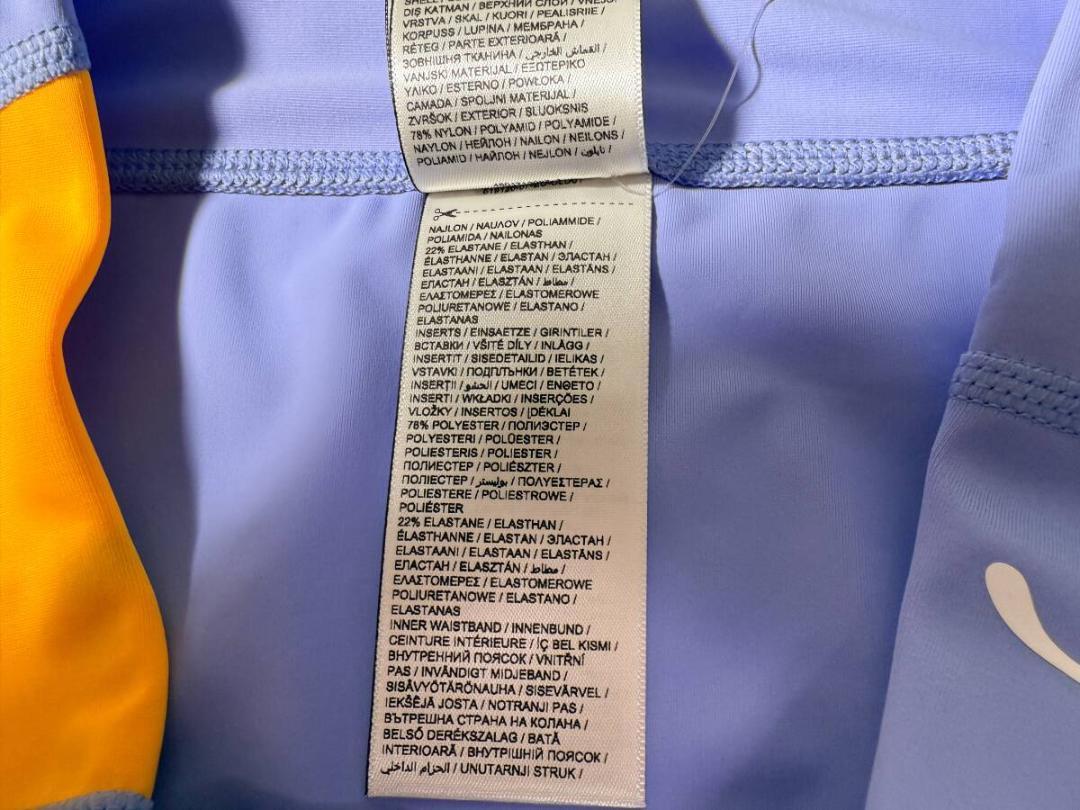 DIŞ KATMAN / ВЕРХНИЙ СЛОЙ / VNĚJŠÍ
VRSTVA / SKAL / KUORI / PEALISRIIE /
KORPUSS / LUPINA / МЕМБРАНА /
RÉTEG / PARTE EXTERIOARĂ /
ЗОВНІШНЯ ТКАНИНА / القماش الخارجي /
VANJSKI MATERIJAL / ΕΞΩΤΕΡΙΚΟ
ΥΛΙΚΟ / ESTERNO / POWŁOKA /
CAMADA / SPOLJNI MATERIJAL /
ZVRŠOK / EXTERIOR / SLUOKSNIS
78% NYLON / POLYAMID / POLYAMIDE /
NAYLON / НЕЙЛОН / NAILON / NEILONS /
POLIAMID / НАЙЛОН / NEJLON / نايلون /
NAJLON / ΝΑΥΛΟΝ / POLIAMMIDE /
POLIAMIDA / NAILONAS
22% ELASTANE / ELASTHAN /
ÉLASTHANNE / ELASTAN / ЭЛАСТАН /
ELASTAANI / ELASTAAN / ELASTĀNS /
ЕЛАСТАН / ELASZTÁN / مطاط /
ΕΛΑΣΤΟΜΕΡΕΣ / ELASTOMEROWE
POLIURETANOWE / ELASTANO /
ELASTANAS
INSERTS / EINSAETZE / GIRINTILER /
ВСТАВКИ / VŠITÉ DÍLY / INLÄGG /
INSERTIT / SISEDETAILID / IELIKAS /
VSTAVKI / ПОДПЛЪНКИ / BETÉTEK /
INSERŢII / الحشو / UMECI / ΕΝΘΕΤΟ /
INSERTI / WKŁADKI / INSERÇÕES /
VLOŽKY / INSERTOS / ĮDĖKLAI
78% POLYESTER / ПОЛИЭСТЕР /
POLYESTERI / POLÜESTER /
POLIESTERIS / POLIESTER /
ПОЛИЕСТЕР / POLIÉSZTER /
ПОЛІЕСТЕР / بوليستر / ΠΟΛΥΕΣΤΕΡΑΣ /
POLIESTERE / POLIESTROWE /
POLIÉSTER
22% ELASTANE / ELASTHAN /
ÉLASTHANNE / ELASTAN / ЭЛАСТАН /
ELASTAANI / ELASTAAN / ELASTĀNS /
ЕЛАСТАН / ELASZTÁN / مطاط /
ΕΛΑΣΤΟΜΕΡΕΣ / ELASTOMEROWE
POLIURETANOWE / ELASTANO /
ELASTANAS
INNER WAISTBAND / INNENBUND /
CEINTURE INTÉRIEURE / İÇ BEL KISMI /
ВНУТРЕННИЙ ПОЯСОК / VNITŘNÍ
PAS / INVÄNDIGT MIDJEBAND /
SISÄVYÖTÄRÖNAUHA / SISEVÄRVEL /
IEKŠĒJĀ JOSTA / NOTRANJI PAS /
ВЪТРЕШНА СТРАНА НА КОЛАНА /
BELSŐ DERÉKSZALAG / BATĂ
INTERIOARĂ / ВНУТРІШНІЙ ПОЯСОК /
الحزام الداخلي / UNUTARNJI STRUK /